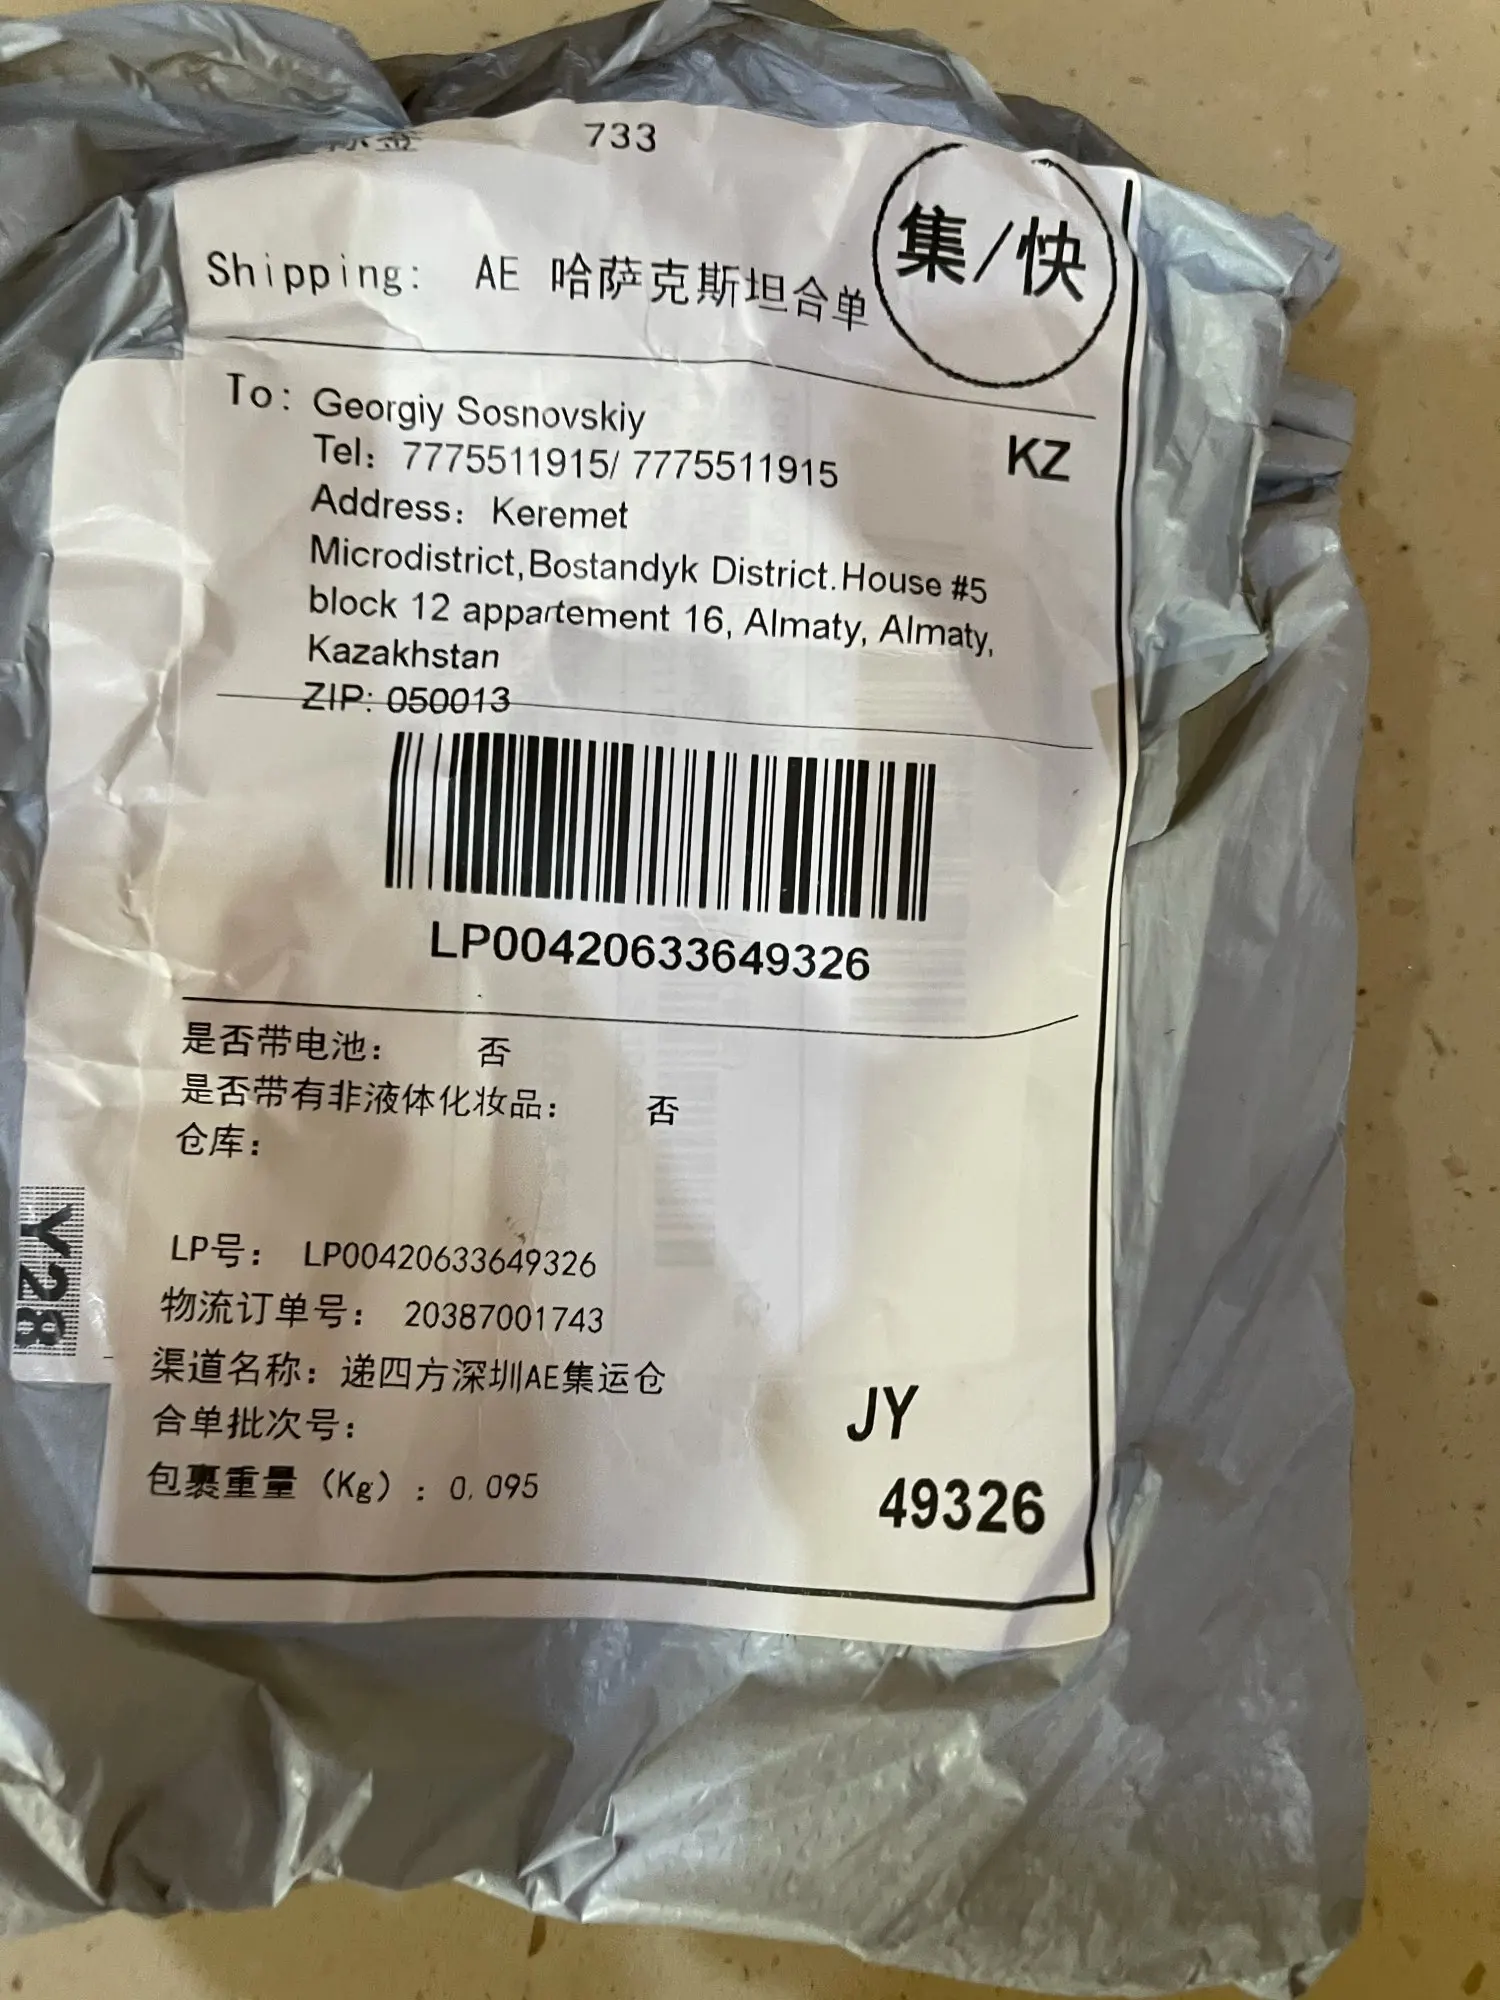 733
集/快
Shipping: AE 哈萨克斯坦合单
To: Georgiy Sosnovskiy
Tel: 7775511915/ 7775511915
KZ
Address: Keremet
Microdistrict,Bostandyk District.House #5
block 12 appartement 16, Almaty, Almaty,
Kazakhstan
ZIP: 050013
LP00420633649326
是否带电池: 否
是否带有非液体化妆品: 否
仓库:
Y28
LP号: LP00420633649326
物流订单号: 20387001743
渠道名称: 递四方深圳AE集运仓
合单批次号:
JY
包裹重量 (Kg) : 0.095
49326